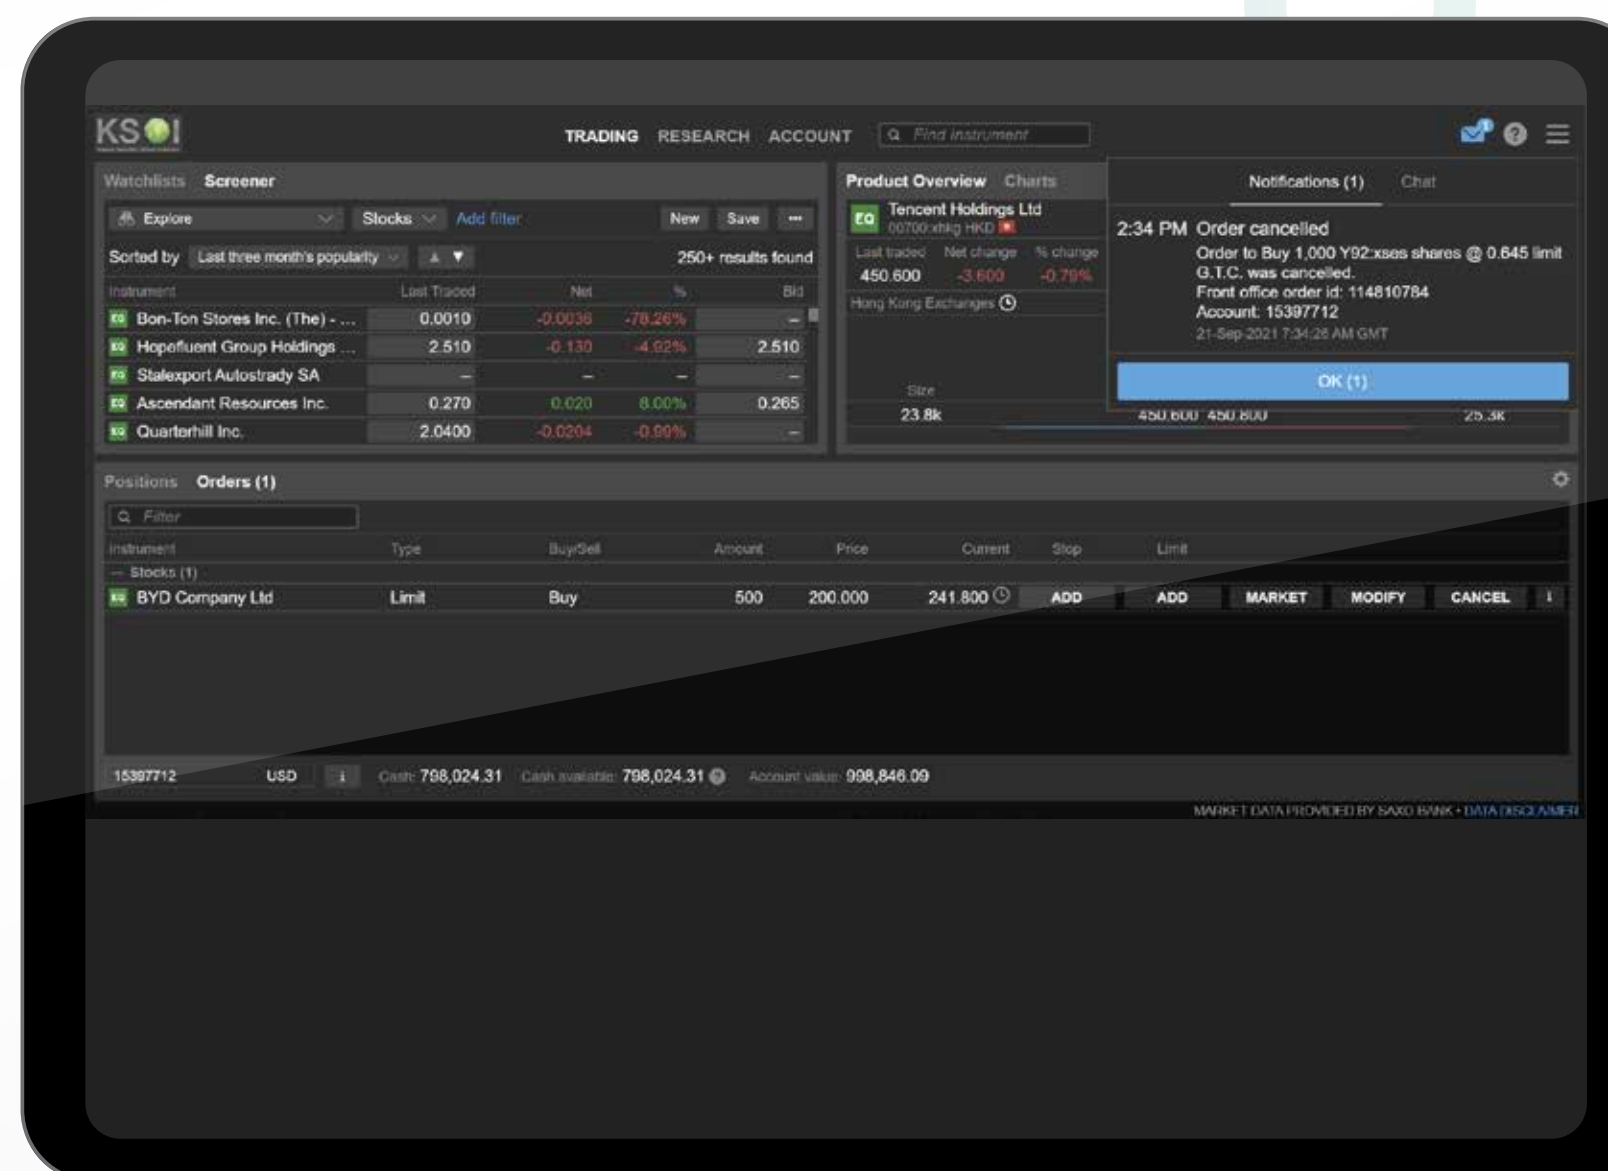 KSI
TRADING RESEARCH ACCOUNT Find instrument
1
?
Watchlists Screener
Explore Stocks Add filter New Save ...
Sorted by Last three month's popularity 250+ results found
Instrument Last Traded Net % Bid
EQ Bon-Ton Stores Inc. (The) - ... 0.0010 -0.0036 -78.26% –
EQ Hopefluent Group Holdings ... 2.510 -0.130 -4.92% 2.510
EQ Stalexport Autostrady SA – – – –
EQ Ascendant Resources Inc. 0.270 0.020 8.00% 0.265
EQ Quarterhill Inc. 2.0400 -0.0204 -0.99% –
Product Overview Charts
EQ Tencent Holdings Ltd
00700:xhkg HKD
Last traded Net change % change
450.600 -3.600 -0.79%
Hong Kong Exchanges
Size
23.8k 450.600 450.800 25.3k
Notifications (1) Chat
2:34 PM Order cancelled
Order to Buy 1,000 Y92:xses shares @ 0.645 limit
G.T.C. was cancelled.
Front office order id: 114810784
Account: 15397712
21-Sep-2021 7:34:26 AM GMT
OK (1)
Positions Orders (1)
Filter
Instrument Type Buy/Sell Amount Price Current Stop Limit
— Stocks (1)
EQ BYD Company Ltd Limit Buy 500 200.000 241.800 ADD ADD MARKET MODIFY CANCEL i
15397712 USD i Cash: 798,024.31 Cash available: 798,024.31 ? Account value: 998,846.09
MARKET DATA PROVIDED BY SAXO BANK • DATA DISCLAIMER